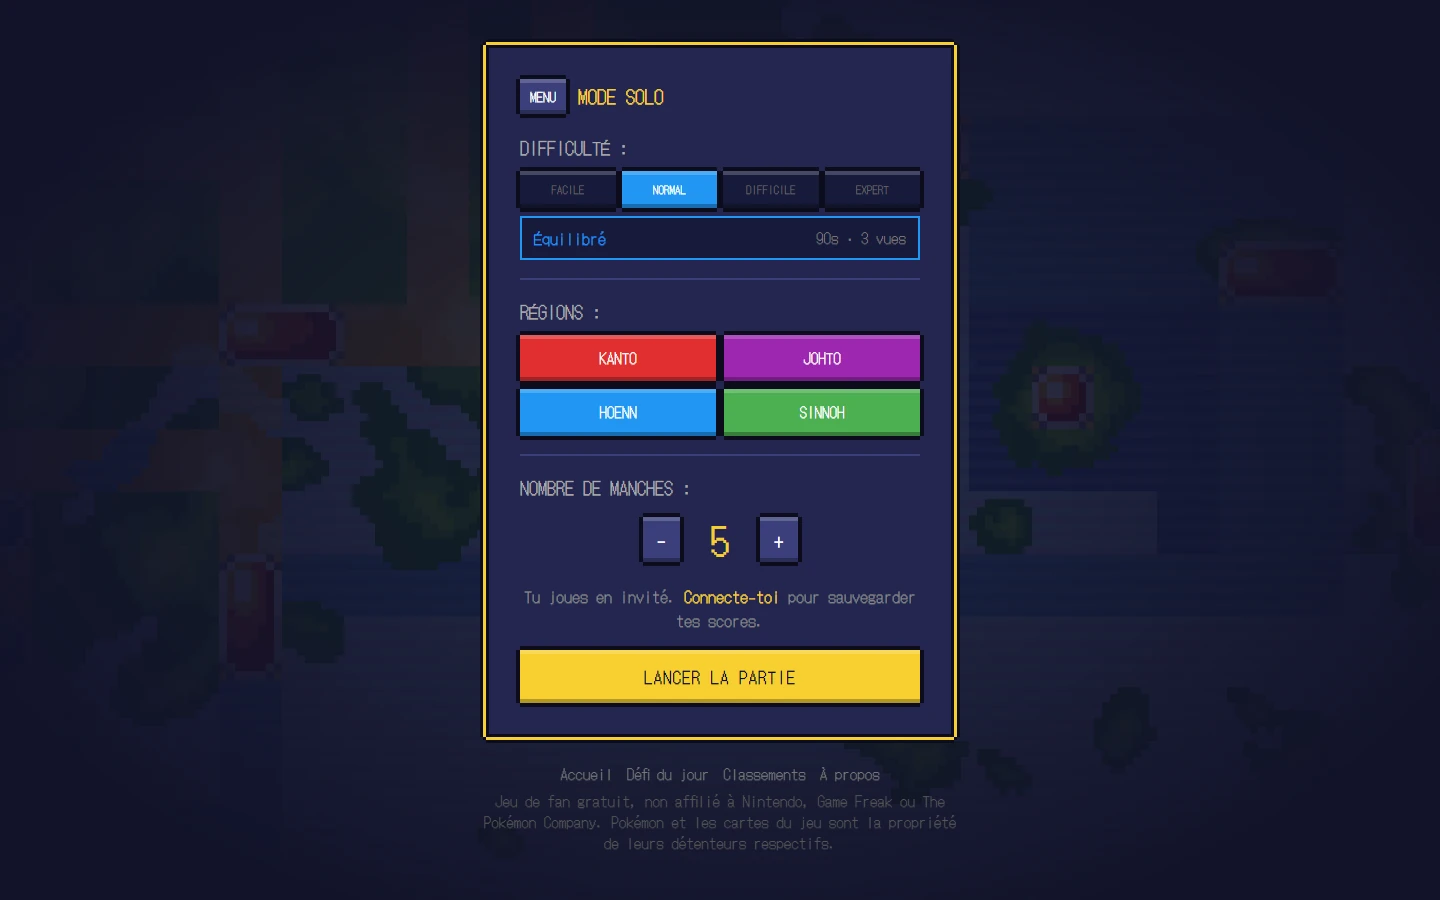 MENU MODE SOLO
DIFFICULTÉ :
FACILE NORMAL DIFFICILE EXPERT
Équilibré 90s · 3 vues
RÉGIONS :
KANTO JOHTO
HOENN SINNOH
NOMBRE DE MANCHES :
- 5 +
Tu joues en invité. Connecte-toi pour sauvegarder
tes scores.
LANCER LA PARTIE
Accueil Défi du jour Classements À propos
Jeu de fan gratuit, non affilié à Nintendo, Game Freak ou The
Pokémon Company. Pokémon et les cartes du jeu sont la propriété
de leurs détenteurs respectifs.